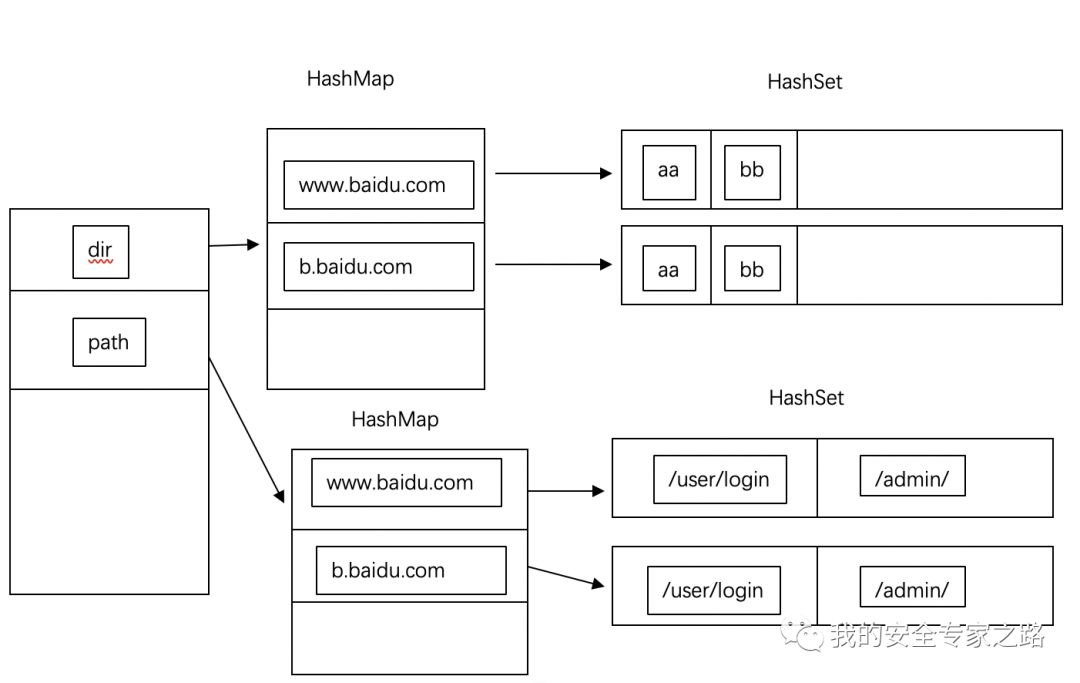 HashMap
HashSet
www.baidu.com
aa
bb
dir
b.baidu.com
aa
bb
path
HashMap
HashSet
www.baidu.com
/user/login
/admin/
b.baidu.com
/user/login
/admin/
我的安全专家之路